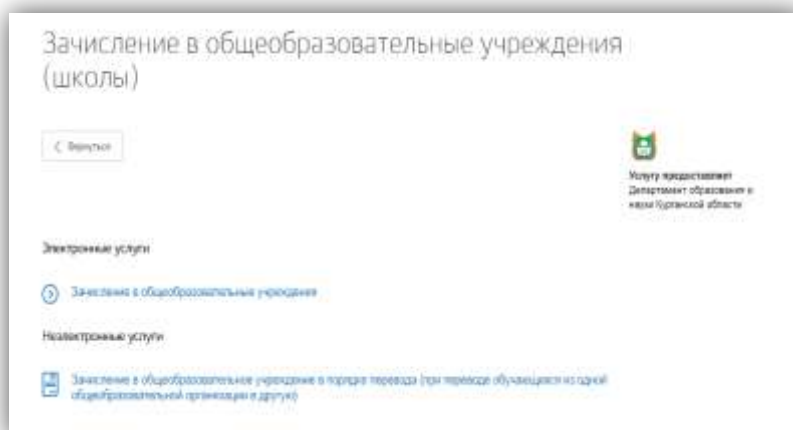 Зачисление в общеобразовательные учреждения
(школы)
Вернуться
Услугу предоставляет
Департамент образования и
науки Курганской области
Электронные услуги
Зачисление в общеобразовательные учреждения
Неэлектронные услуги
Зачисление в общеобразовательное учреждение в порядке перевода (при переводе обучающихся из одной
общеобразовательной организации в другую)